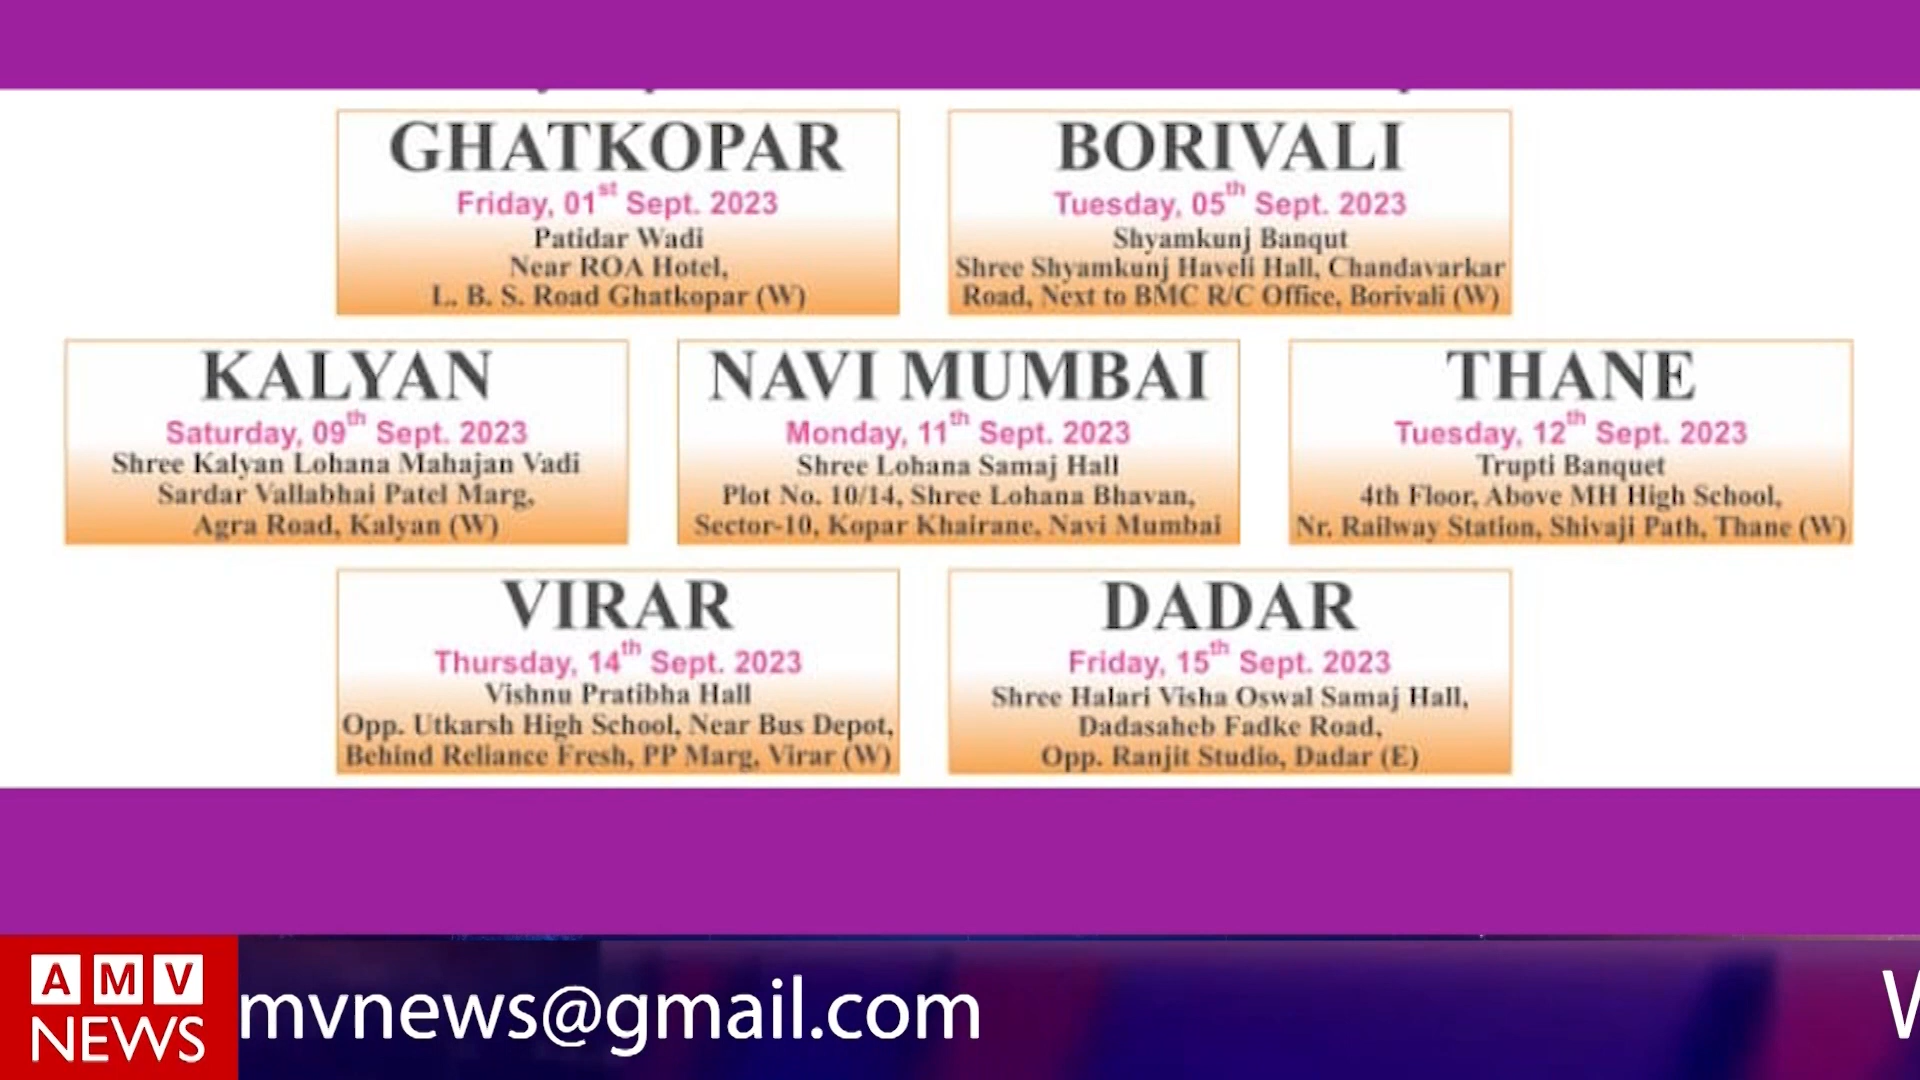 GHATKOPAR
Friday, 01st Sept. 2023
Patidar Wadi
Near ROA Hotel,
L. B. S. Road Ghatkopar (W)
BORIVALI
Tuesday, 05th Sept. 2023
Shyamkunj Banqut
Shree Shyamkunj Haveli Hall, Chandavarkar
Road, Next to BMC R/C Office, Borivali (W)
KALYAN
Saturday, 09th Sept. 2023
Shree Kalyan Lohana Mahajan Vadi
Sardar Vallabhai Patel Marg,
Agra Road, Kalyan (W)
NAVI MUMBAI
Monday, 11th Sept. 2023
Shree Lohana Samaj Hall
Plot No. 10/14, Shree Lohana Bhavan,
Sector-10, Kopar Khairane, Navi Mumbai
THANE
Tuesday, 12th Sept. 2023
Trupti Banquet
4th Floor, Above MH High School,
Nr. Railway Station, Shivaji Path, Thane (W)
VIRAR
Thursday, 14th Sept. 2023
Vishnu Pratibha Hall
Opp. Utkarsh High School, Near Bus Depot,
Behind Reliance Fresh, PP Marg, Virar (W)
DADAR
Friday, 15th Sept. 2023
Shree Halari Visha Oswal Samaj Hall,
Dadasaheb Fadke Road,
Opp. Ranjit Studio, Dadar (E)
AMV
NEWS
mvnews@gmail.com